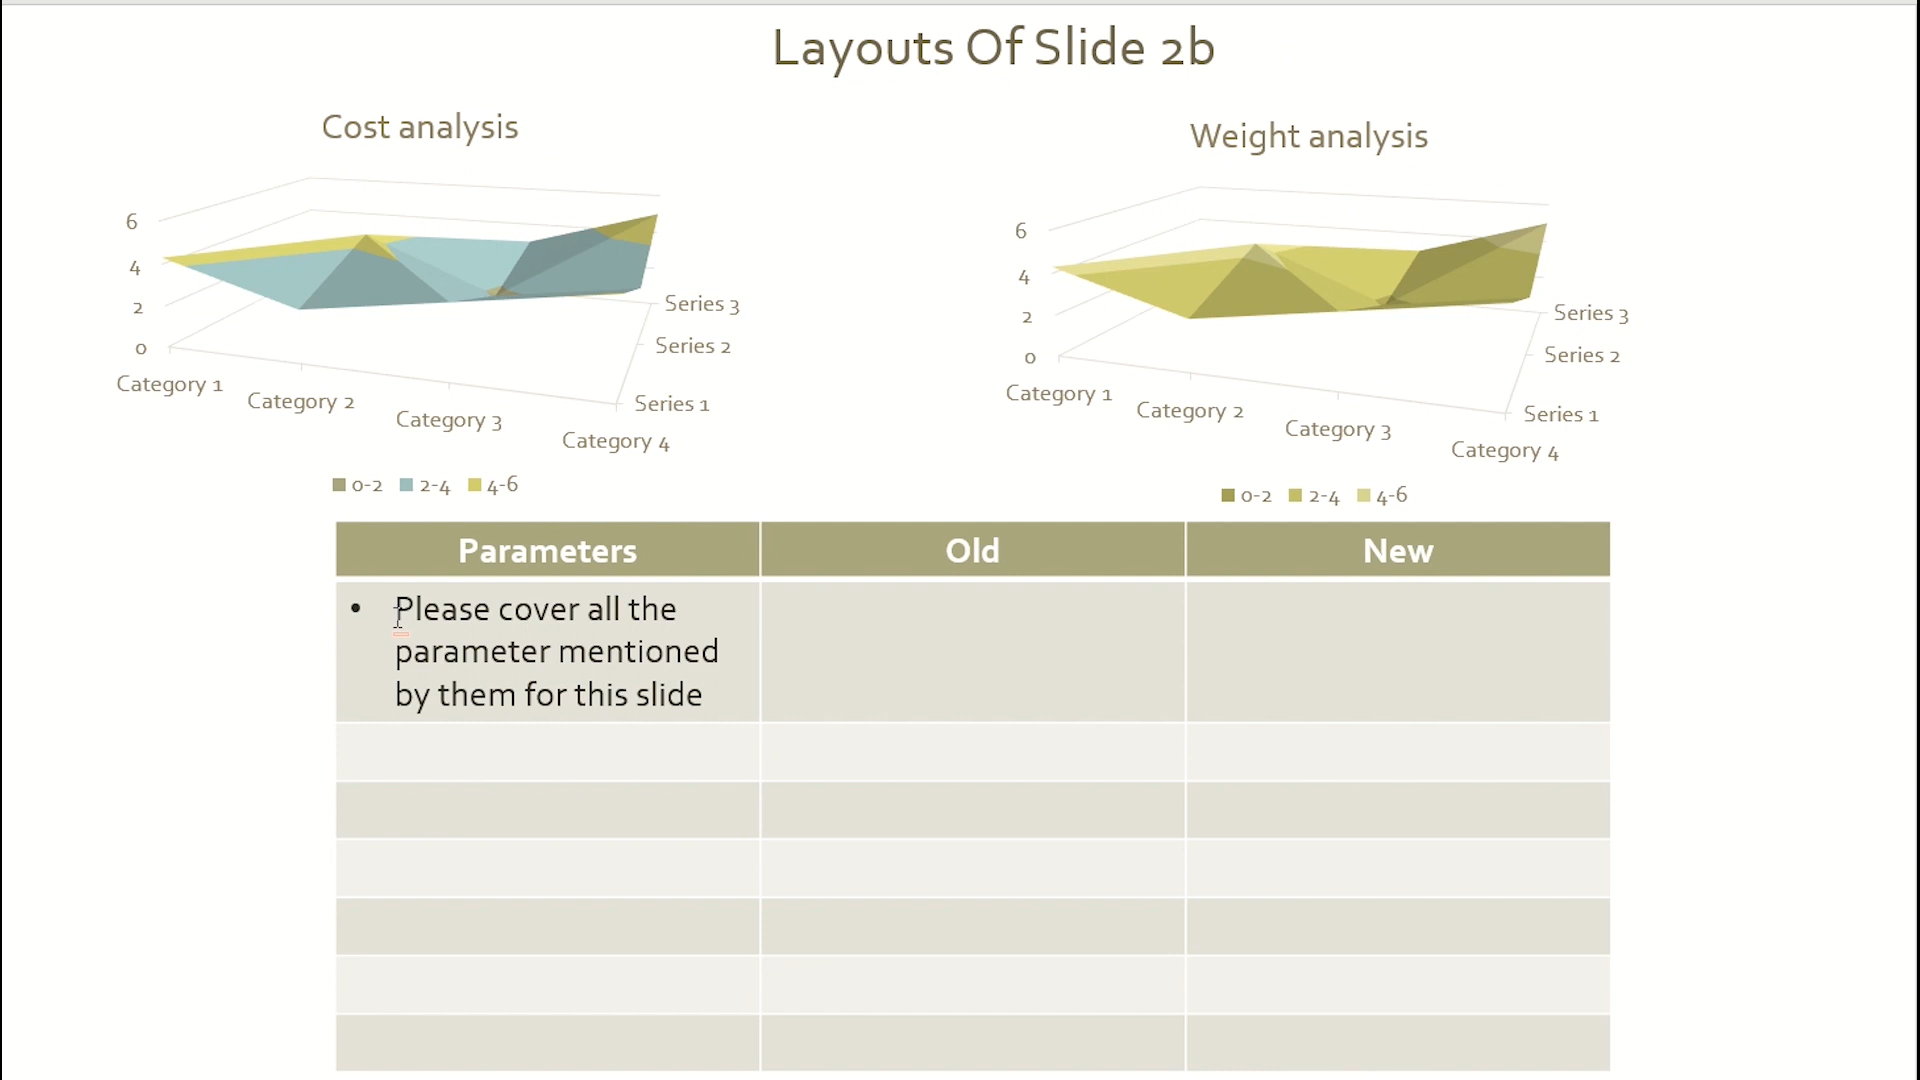 Layouts Of Slide 2b
Cost analysis
6
4
2
0
Category 1
Category 2
Category 3
Category 4
Series 3
Series 2
Series 1
0-2 2-4 4-6
Weight analysis
6
4
2
0
Category 1
Category 2
Category 3
Category 4
Series 3
Series 2
Series 1
0-2 2-4 4-6
Parameters Old New
• Please cover all the
parameter mentioned
by them for this slide